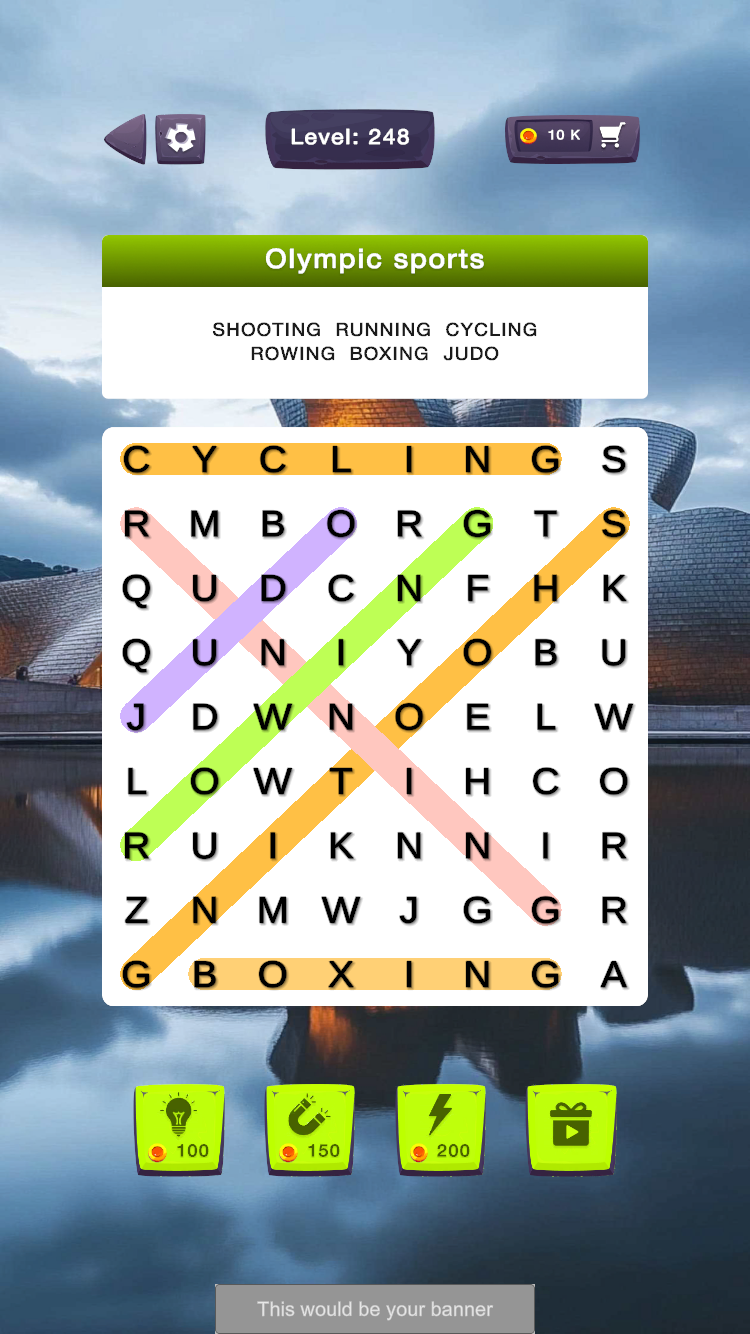 Level: 248
10 K
Olympic sports
SHOOTING RUNNING CYCLING
ROWING BOXING JUDO
C Y C L I N G S
R M B O R G T S
Q U D C N F H K
Q U N I Y O B U
J D W N O E L W
L O W T I H C O
R U I K N N I R
Z N M W J G G R
G B O X I N G A
100 150 200
This would be your banner